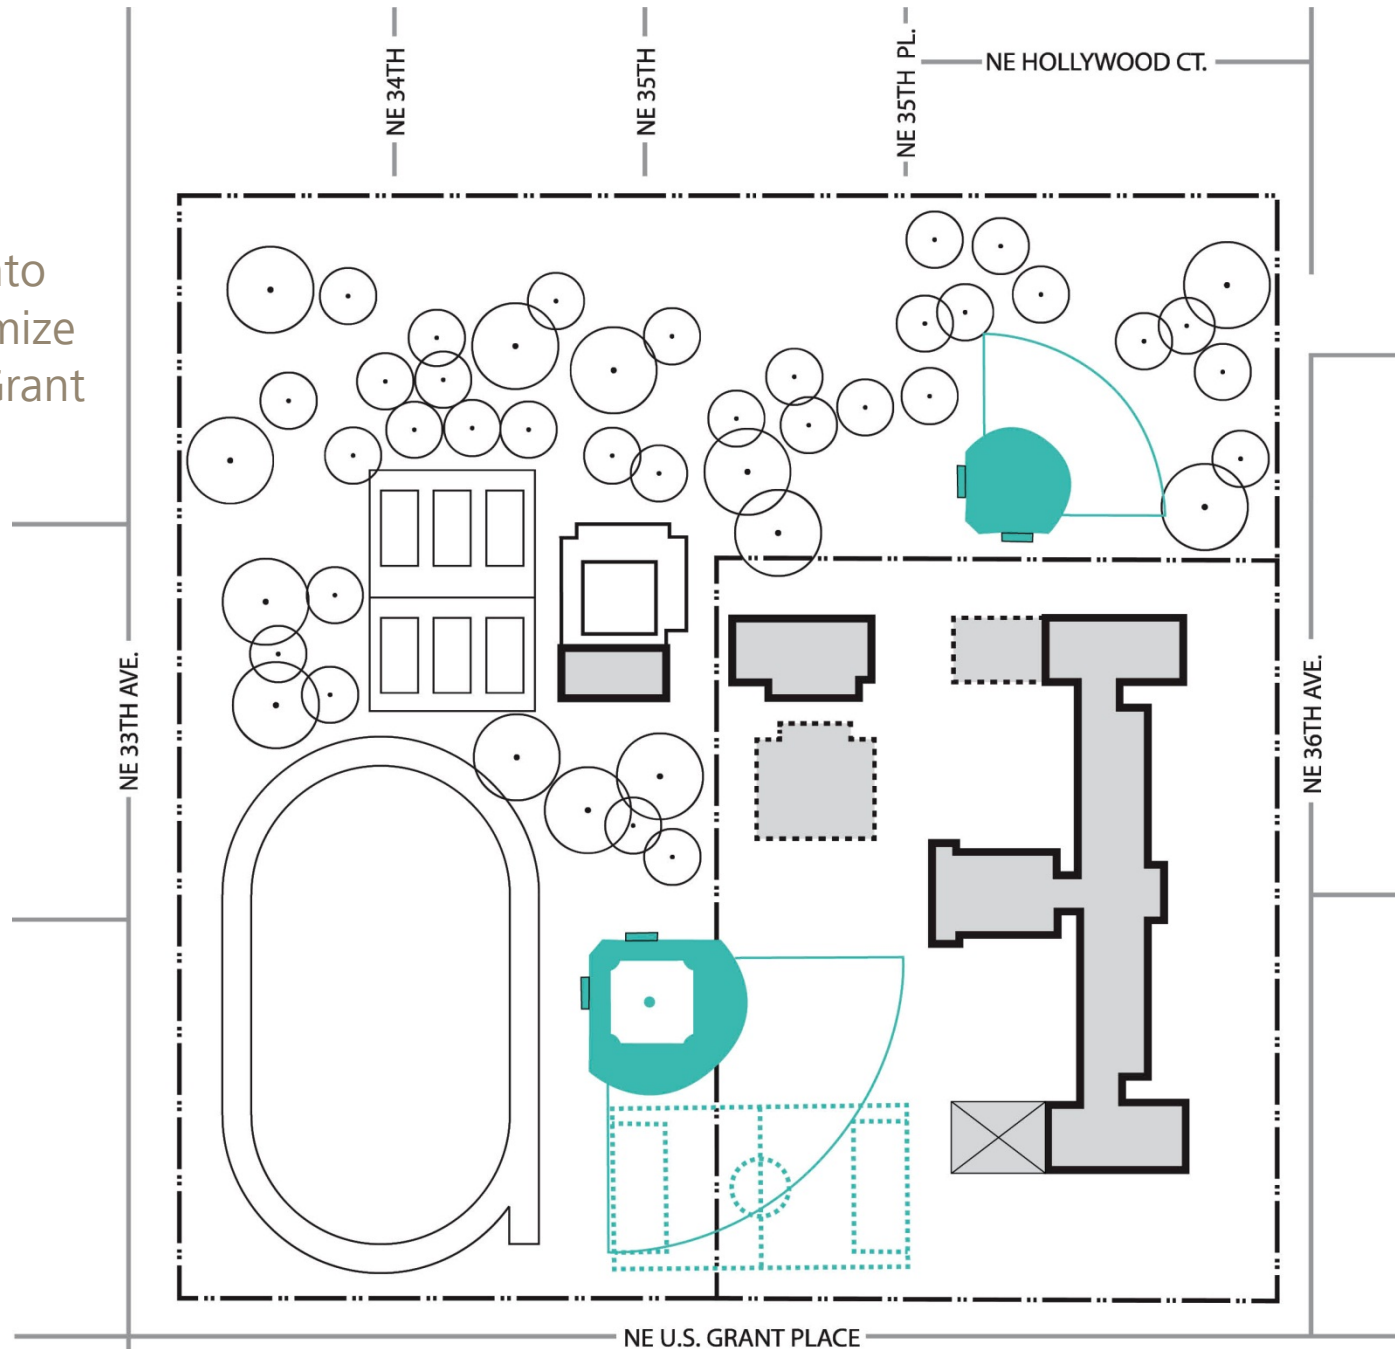 NE 34TH
NE 35TH
NE 35TH PL.
NE HOLLYWOOD CT.
NE 33TH AVE.
NE 36TH AVE.
NE U.S. GRANT PLACE
Grant